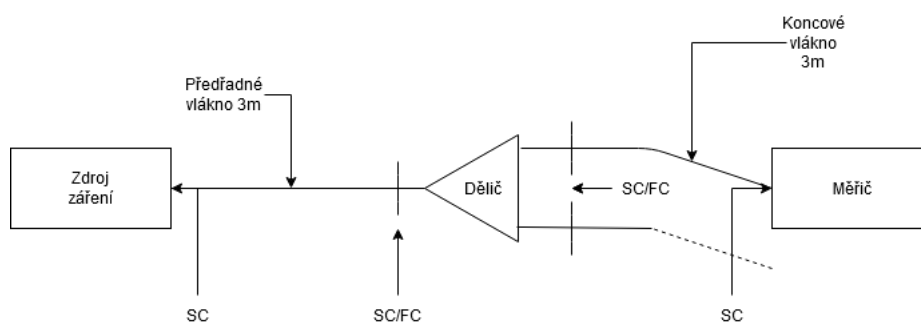 Koncové
vlákno
3m
Předřadné
vlákno 3m
Zdroj
záření
Dělič
SC/FC
Měřič
SC
SC/FC
SC